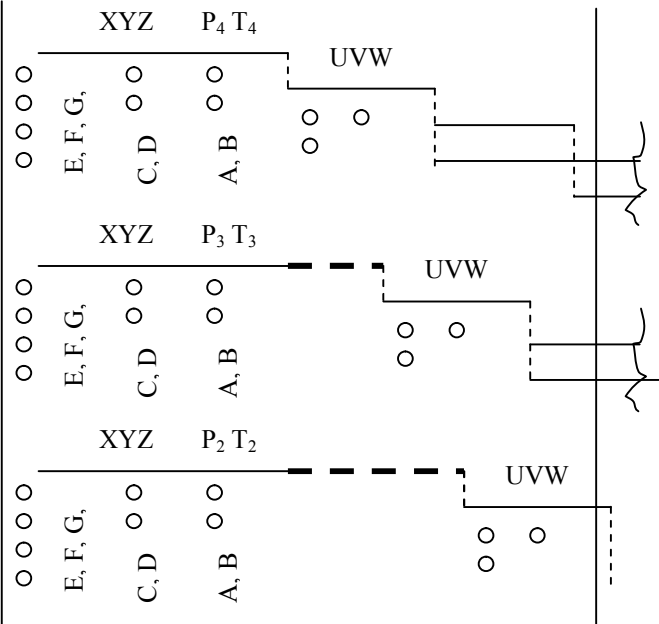 XYZ P₄ T₄
UVW
E, F, G,
C, D
A, B
XYZ P₃ T₃
UVW
E, F, G,
C, D
A, B
XYZ P₂ T₂
UVW
E, F, G,
C, D
A, B